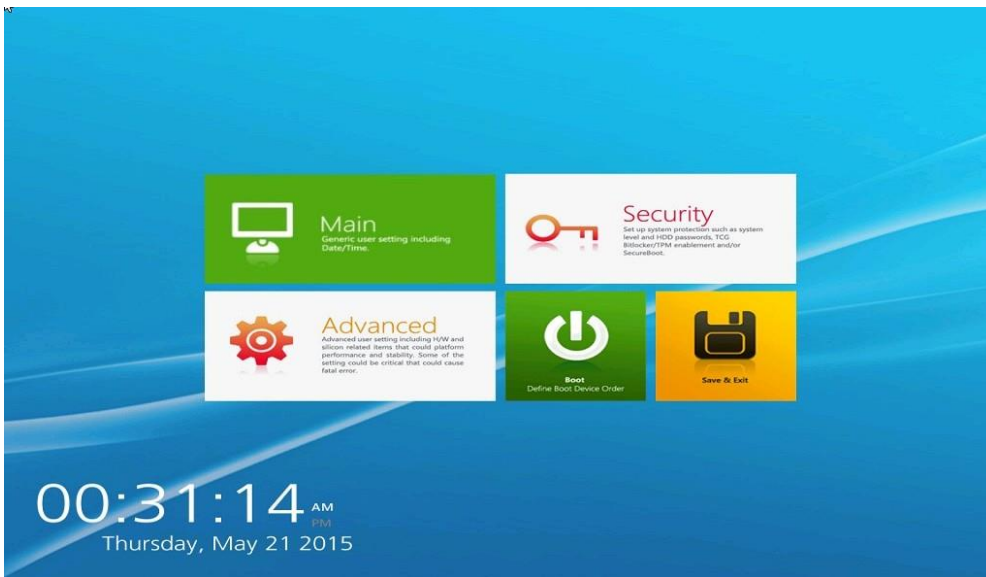 Main
Generic user setting including
Date/Time.
Security
Set up system protection such as system
level and HDD passwords, TCG
Bitlocker/TPM enablement and/or
SecureBoot.
Advanced
Advanced user setting including H/W and
silicon related items that could platform
performance and stability. Some of the
setting could be critical that could cause
fatal error.
Boot
Define Boot Device Order
Save & Exit
00:31:14 AM
PM
Thursday, May 21 2015